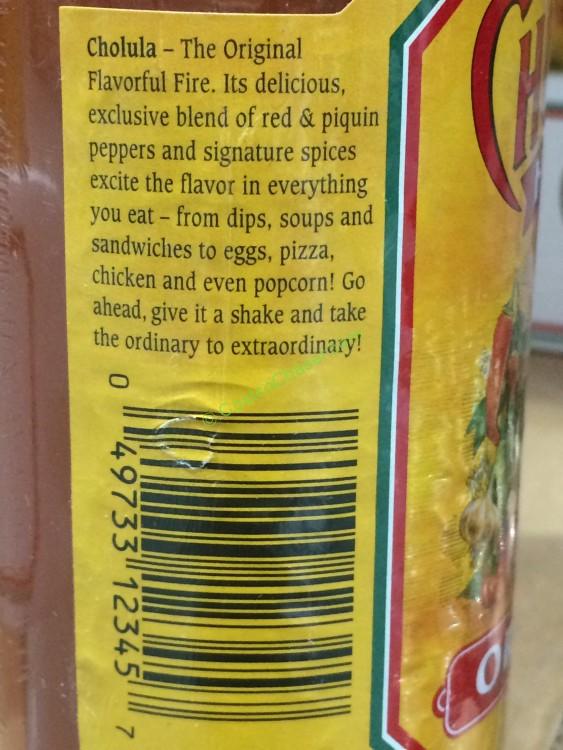 Cholula – The Original
Flavorful Fire. Its delicious,
exclusive blend of red & piquin
peppers and signature spices
excite the flavor in everything
you eat – from dips, soups and
sandwiches to eggs, pizza,
chicken and even popcorn! Go
ahead, give it a shake and take
the ordinary to extraordinary!
0 49733 12345 7